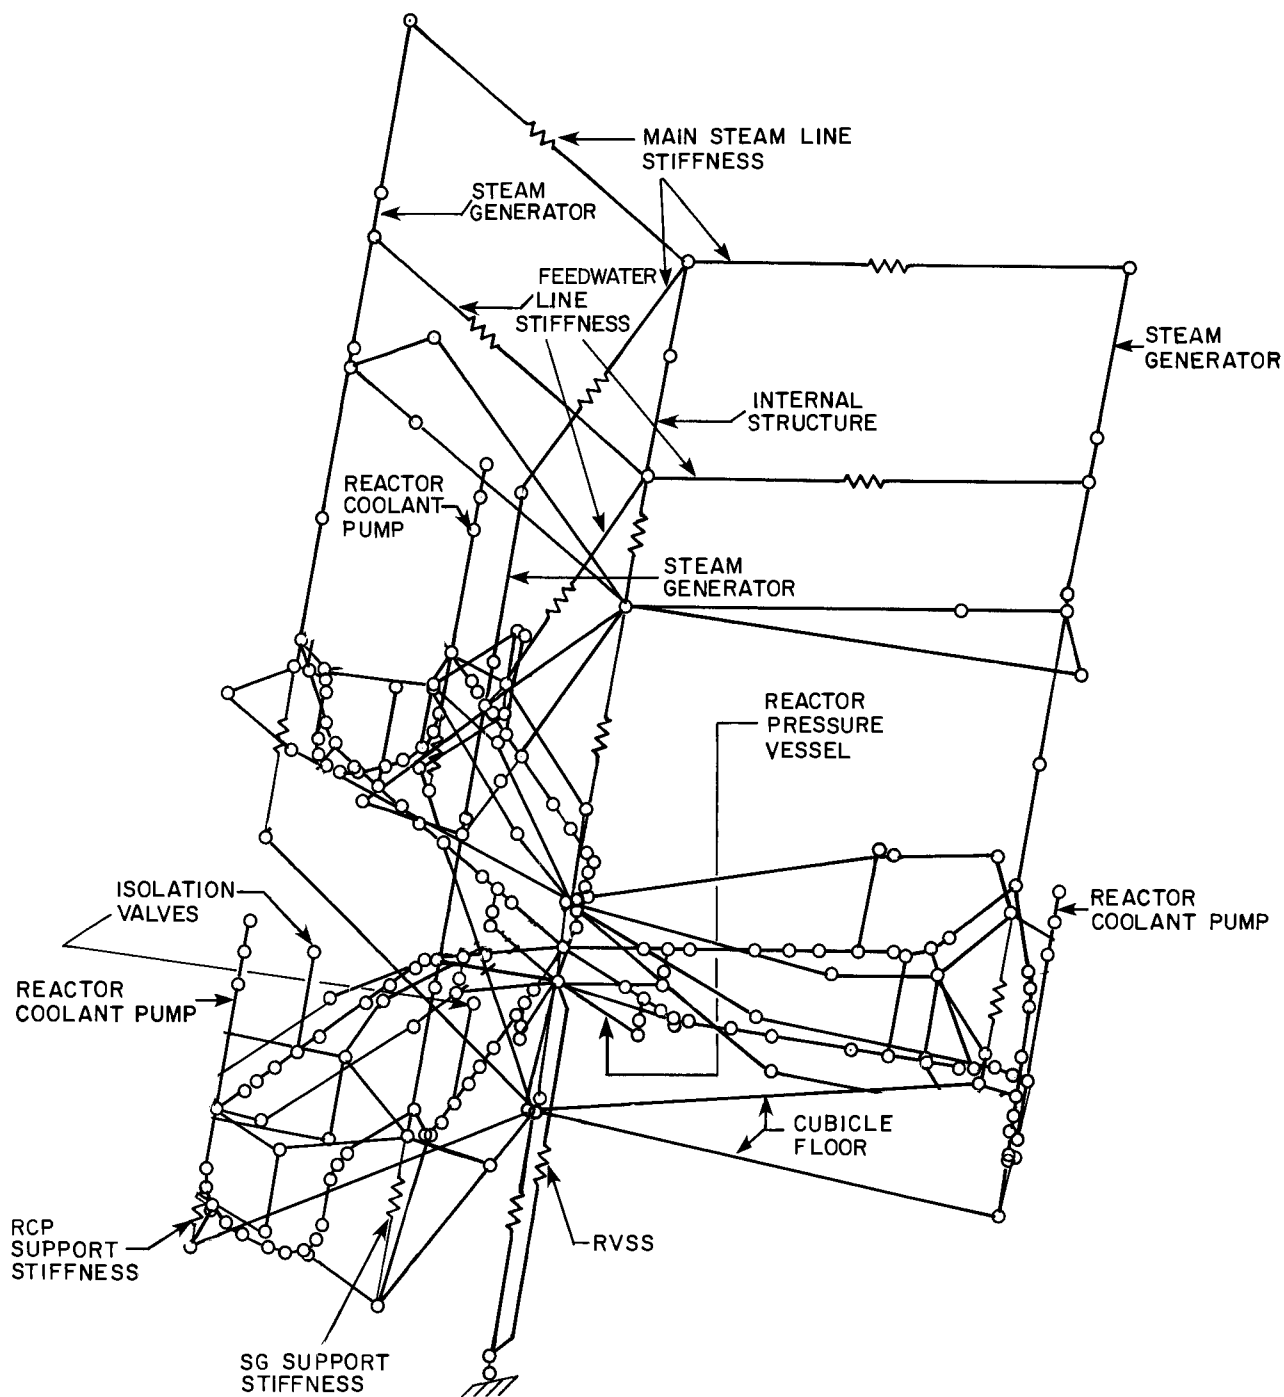 MAIN STEAM LINE
STIFFNESS
STEAM
GENERATOR
FEEDWATER
LINE
STIFFNESS
STEAM
GENERATOR
INTERNAL
STRUCTURE
REACTOR
COOLANT
PUMP
STEAM
GENERATOR
REACTOR
PRESSURE
VESSEL
ISOLATION
VALVES
REACTOR
COOLANT PUMP
REACTOR
COOLANT PUMP
CUBICLE
FLOOR
RCP
SUPPORT
STIFFNESS
RVSS
SG SUPPORT
STIFFNESS